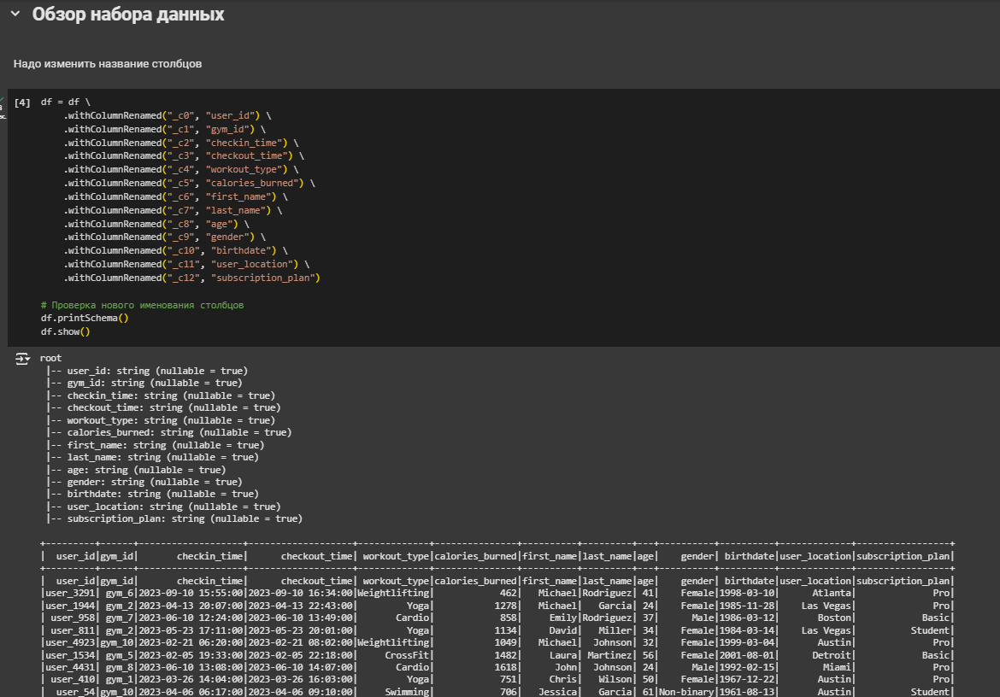 Обзор набора данных
Надо изменить название столбцов
[4] df = df \
.withColumnRenamed("_c0", "user_id") \
.withColumnRenamed("_c1", "gym_id") \
.withColumnRenamed("_c2", "checkin_time") \
.withColumnRenamed("_c3", "checkout_time") \
.withColumnRenamed("_c4", "workout_type") \
.withColumnRenamed("_c5", "calories_burned") \
.withColumnRenamed("_c6", "first_name") \
.withColumnRenamed("_c7", "last_name") \
.withColumnRenamed("_c8", "age") \
.withColumnRenamed("_c9", "gender") \
.withColumnRenamed("_c10", "birthdate") \
.withColumnRenamed("_c11", "user_location") \
.withColumnRenamed("_c12", "subscription_plan")
# Проверка нового именования столбцов
df.printSchema()
df.show()
root
|-- user_id: string (nullable = true)
|-- gym_id: string (nullable = true)
|-- checkin_time: string (nullable = true)
|-- checkout_time: string (nullable = true)
|-- workout_type: string (nullable = true)
|-- calories_burned: string (nullable = true)
|-- first_name: string (nullable = true)
|-- last_name: string (nullable = true)
|-- age: string (nullable = true)
|-- gender: string (nullable = true)
|-- birthdate: string (nullable = true)
|-- user_location: string (nullable = true)
|-- subscription_plan: string (nullable = true)
+---------+------+-------------------+-------------------+-------------+---------------+----------+---------+---+----------+----------+-------------+-----------------+
|  user_id|gym_id|       checkin_time|      checkout_time| workout_type|calories_burned|first_name|last_name|age|    gender| birthdate|user_location|subscription_plan|
+---------+------+-------------------+-------------------+-------------+---------------+----------+---------+---+----------+----------+-------------+-----------------+
|  user_id|gym_id|       checkin_time|      checkout_time| workout_type|calories_burned|first_name|last_name|age|    gender| birthdate|user_location|subscription_plan|
|user_3291| gym_6|2023-09-10 15:55:00|2023-09-10 16:34:00|Weightlifting|            462|   Michael|Rodriguez| 41|    Female|1998-03-10|      Atlanta|              Pro|
|user_1944| gym_2|2023-04-13 20:07:00|2023-04-13 22:43:00|         Yoga|           1278|   Michael|   Garcia| 24|    Female|1985-11-28|    Las Vegas|              Pro|
| user_958| gym_7|2023-06-10 12:24:00|2023-06-10 13:49:00|       Cardio|            858|     Emily|Rodriguez| 37|      Male|1986-03-12|       Boston|            Basic|
| user_811| gym_2|2023-05-23 17:11:00|2023-05-23 20:01:00|         Yoga|           1134|     David|   Miller| 34|    Female|1984-03-14|    Las Vegas|          Student|
|user_4923|gym_10|2023-02-21 06:20:00|2023-02-21 08:02:00|Weightlifting|           1049|   Michael|  Johnson| 32|    Female|1999-03-04|       Austin|              Pro|
|user_1534| gym_5|2023-02-05 19:33:00|2023-02-05 22:18:00|     CrossFit|           1482|     Laura| Martinez| 56|    Female|2001-08-01|      Detroit|            Basic|
|user_4431| gym_8|2023-06-10 13:08:00|2023-06-10 14:07:00|       Cardio|           1618|      John|  Johnson| 24|      Male|1992-02-15|        Miami|              Pro|
| user_410| gym_1|2023-03-26 14:04:00|2023-03-26 16:03:00|         Yoga|            751|     Chris|   Wilson| 50|    Female|1967-12-22|       Austin|              Pro|
|  user_54|gym_10|2023-04-06 06:17:00|2023-04-06 09:10:00|     Swimming|            706|   Jessica|   Garcia| 61|Non-binary|1961-08-13|       Austin|          Student|